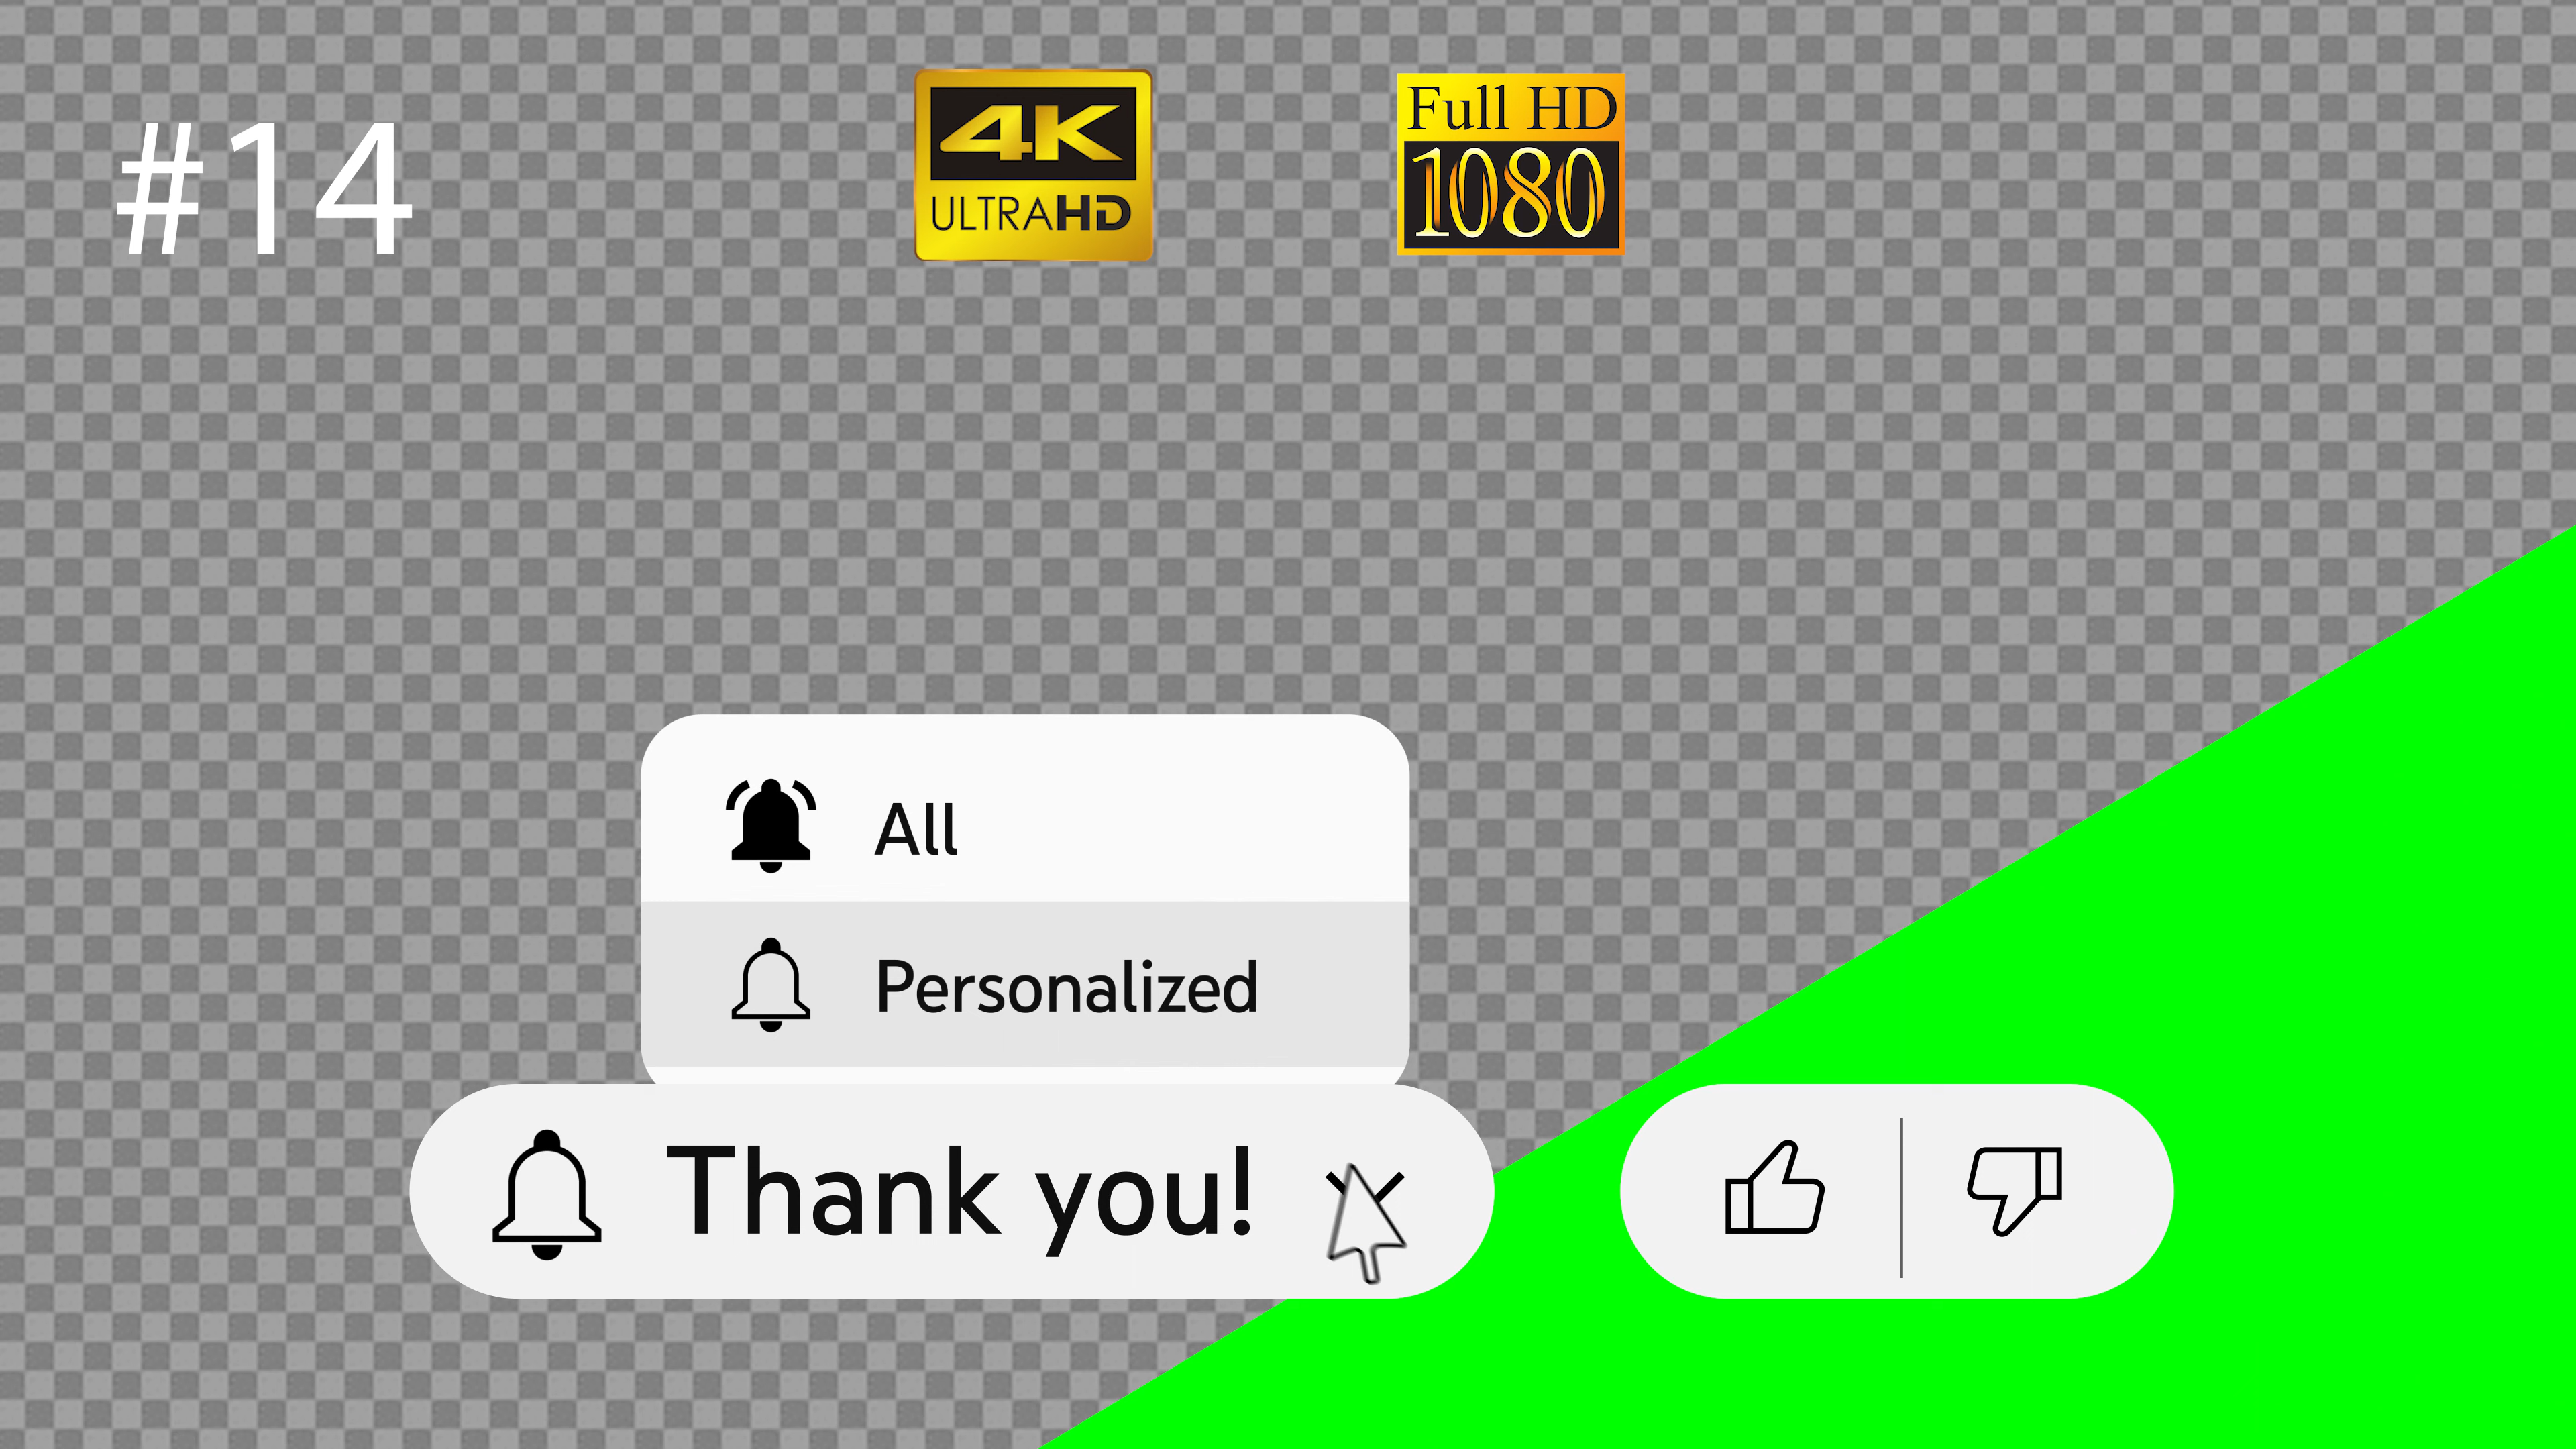 #14
4K
ULTRAHD
Full HD
1080
All
Personalized
Thank you!